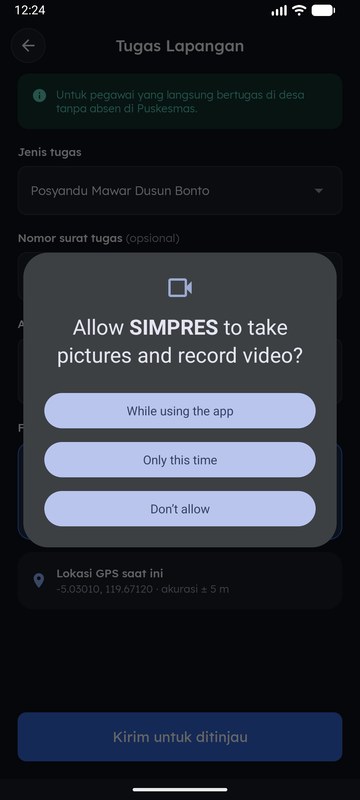 12:24
Tugas Lapangan
Untuk pegawai yang langsung bertugas di desa
tanpa absen di Puskesmas.
Jenis tugas
Posyandu Mawar Dusun Bonto
Nomor surat tugas (opsional)
A
Allow SIMPRES to take
pictures and record video?
While using the app
F
Only this time
Don't allow
Lokasi GPS saat ini
-5.03010, 119.67120 · akurasi ± 5 m
Kirim untuk ditinjau